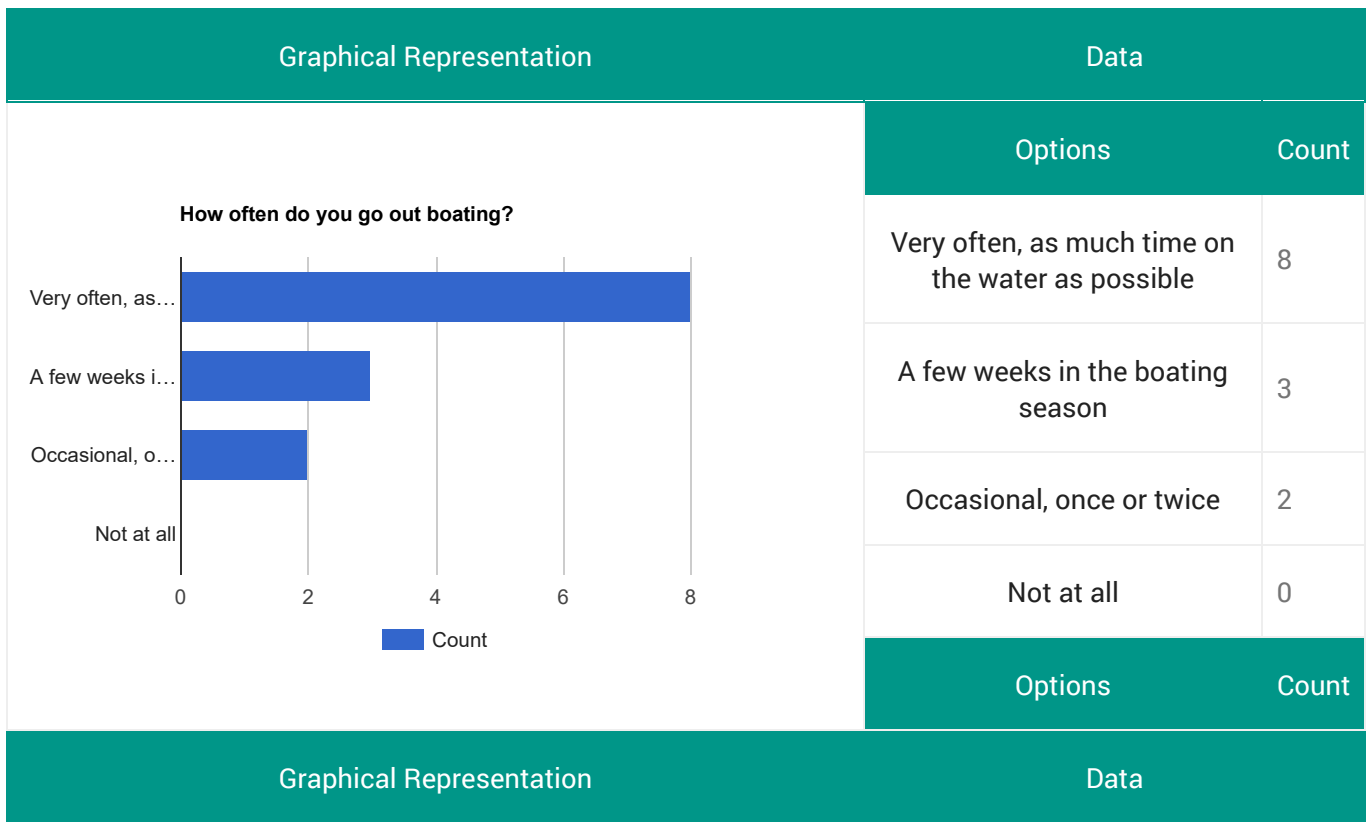 Graphical Representation
Data
How often do you go out boating?
Very often, as…
A few weeks i…
Occasional, o…
Not at all
0 2 4 6 8
Count
Options Count
Very often, as much time on
the water as possible
8
A few weeks in the boating
season
3
Occasional, once or twice 2
Not at all 0
Options Count
Graphical Representation
Data